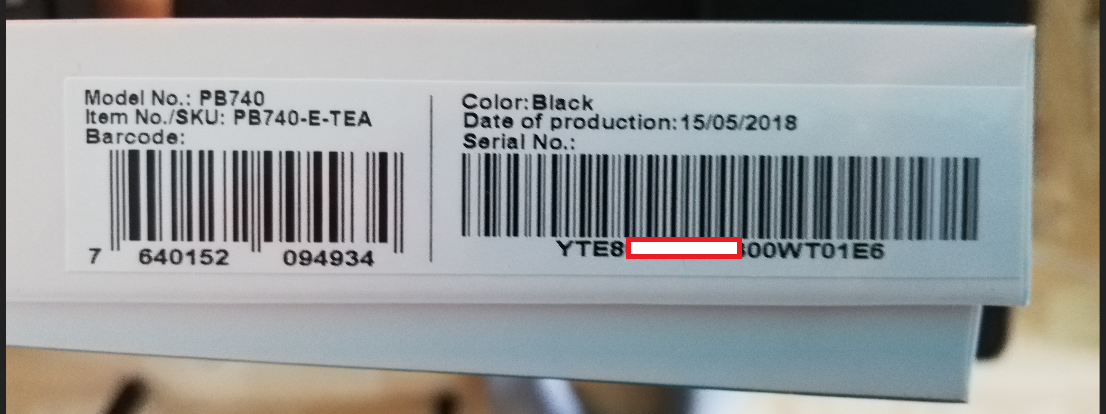 Model No.: PB740
Item No./SKU: PB740-E-TEA
Barcode:
7 640152 094934
Color:Black
Date of production:15/05/2018
Serial No.:
YTE8 00WT01E6